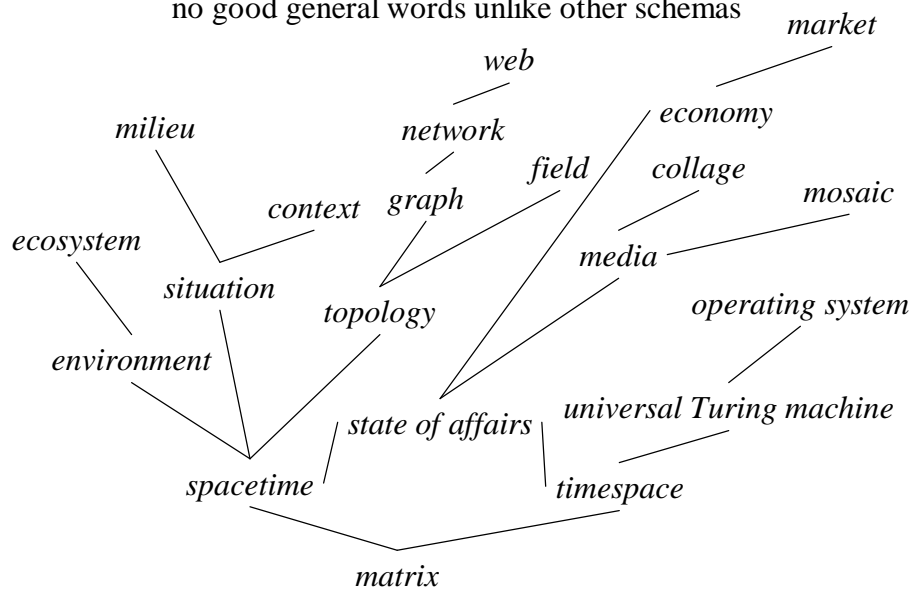 no good general words unlike other schemas
market
web
economy
milieu
network
field
collage
mosaic
graph
context
ecosystem
media
situation
operating system
topology
environment
universal Turing machine
state of affairs
spacetime
timespace
matrix